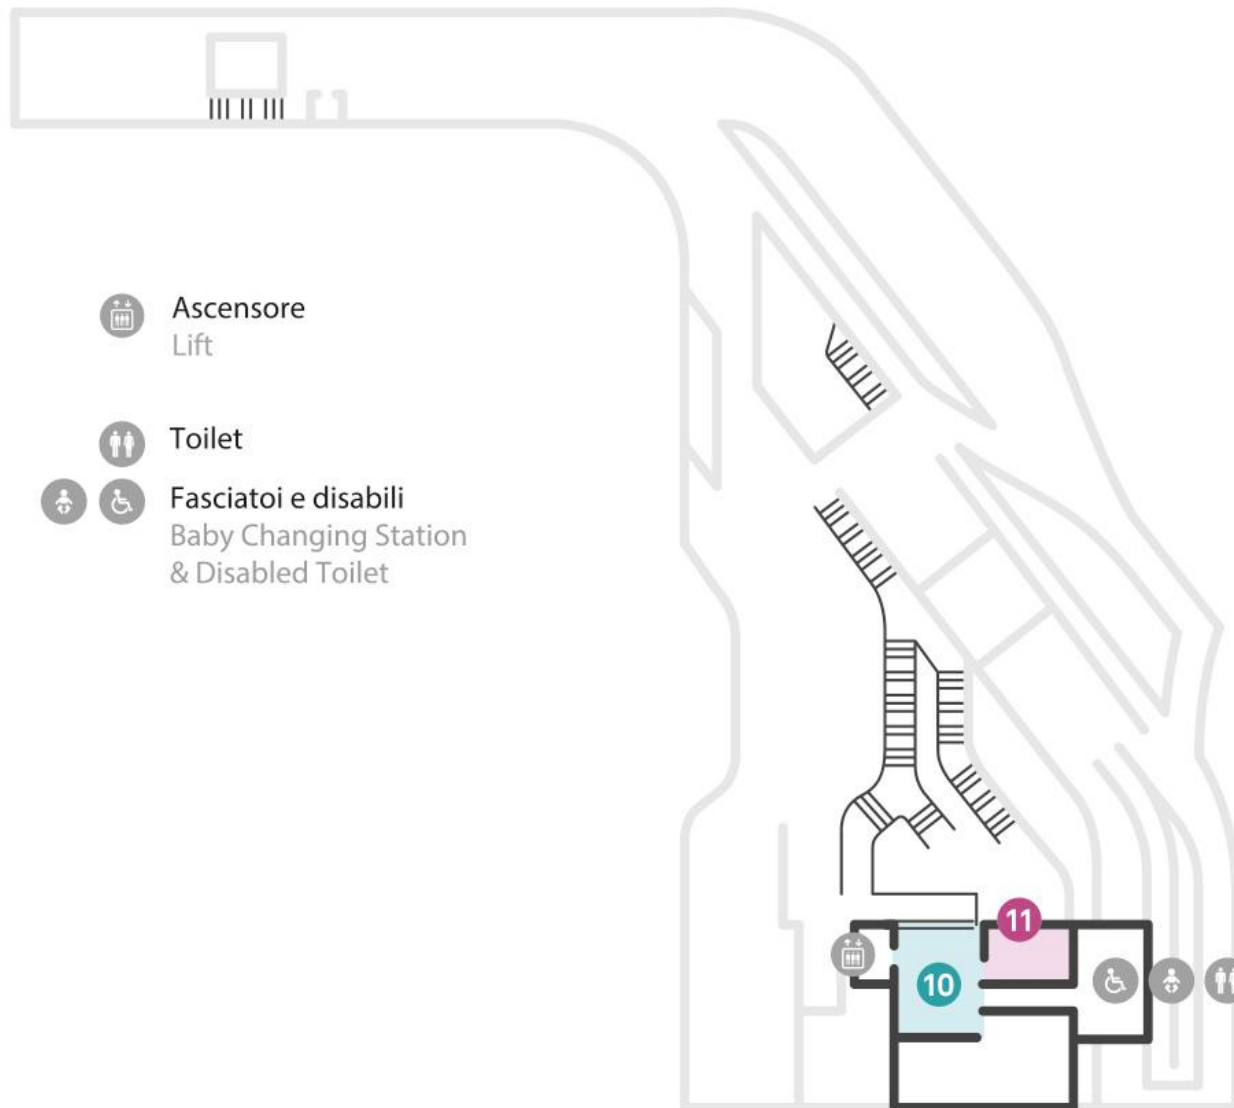 Ascensore
Lift
Toilet
Fasciatoi e disabili
Baby Changing Station
& Disabled Toilet
11
10